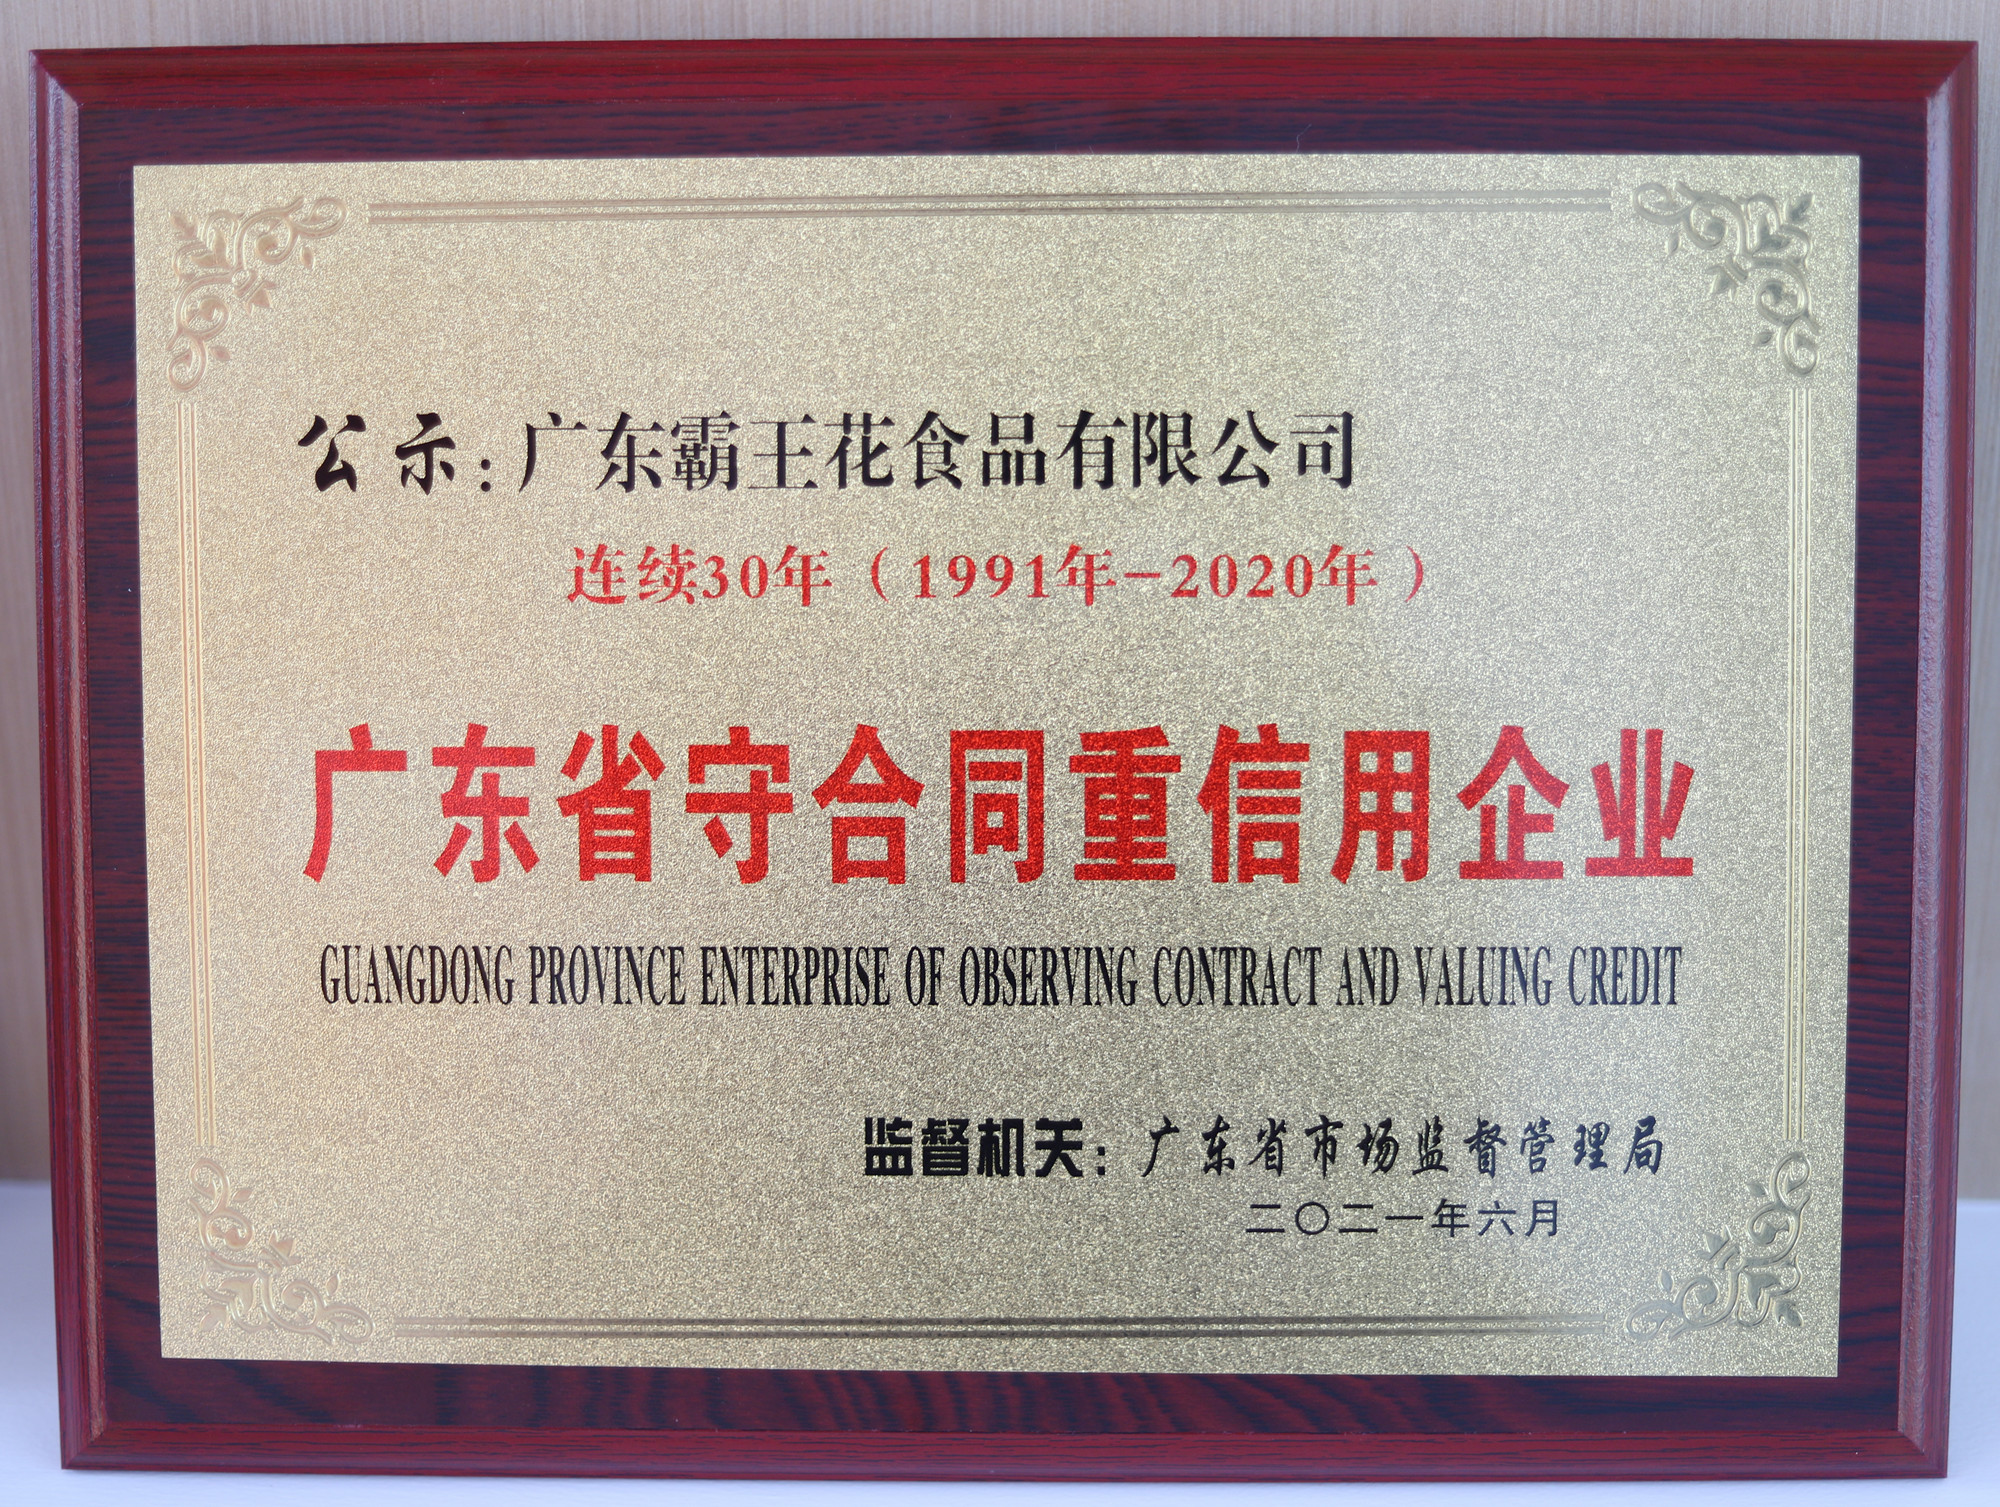 公示:广东霸王花食品有限公司
连续30年（1991年-2020年）
广东省守合同重信用企业
GUANGDONG PROVINCE ENTERPRISE OF OBSERVING CONTRACT AND VALUING CREDIT
监督机关:广东省市场监督管理局
二〇二一年六月